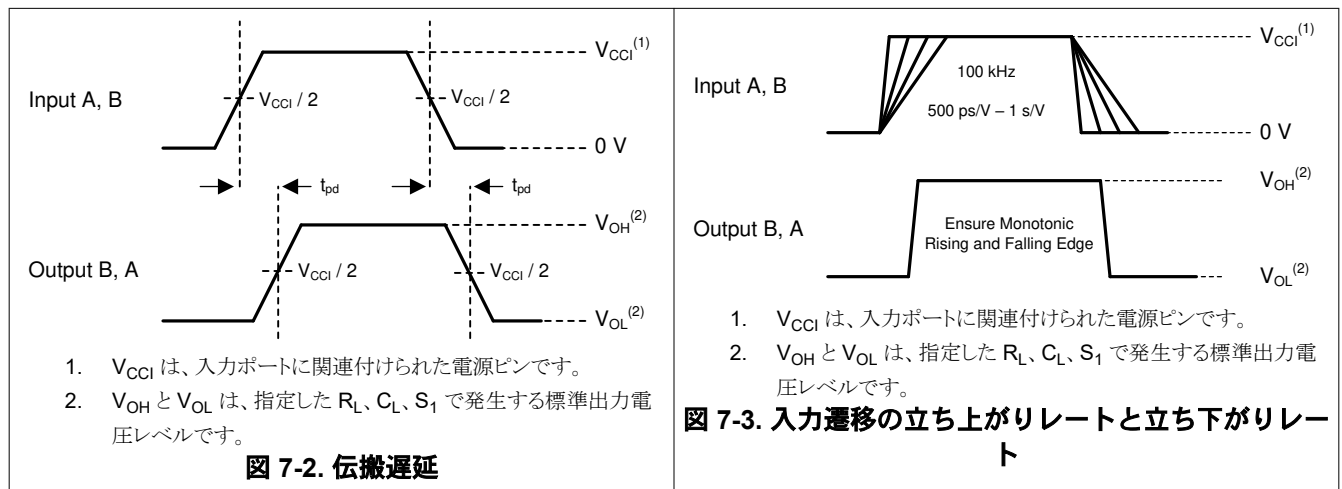 V_CCI^(1)
Input A, B
V_CCI / 2
V_CCI / 2
0 V
t_pd
t_pd
V_OH^(2)
Output B, A
V_CCI / 2
V_CCI / 2
V_OL^(2)
1. V_CCI は、入力ポートに関連付けられた電源ピンです。
2. V_OH と V_OL は、指定した R_L、C_L、S_1 で発生する標準出力電
圧レベルです。
図 7-2. 伝搬遅延
V_CCI^(1)
Input A, B
100 kHz
500 ps/V – 1 s/V
0 V
V_OH^(2)
Output B, A
Ensure Monotonic
Rising and Falling Edge
V_OL^(2)
1. V_CCI は、入力ポートに関連付けられた電源ピンです。
2. V_OH と V_OL は、指定した R_L、C_L、S_1 で発生する標準出力電
圧レベルです。
図 7-3. 入力遷移の立ち上がりレートと立ち下がりレー
ト